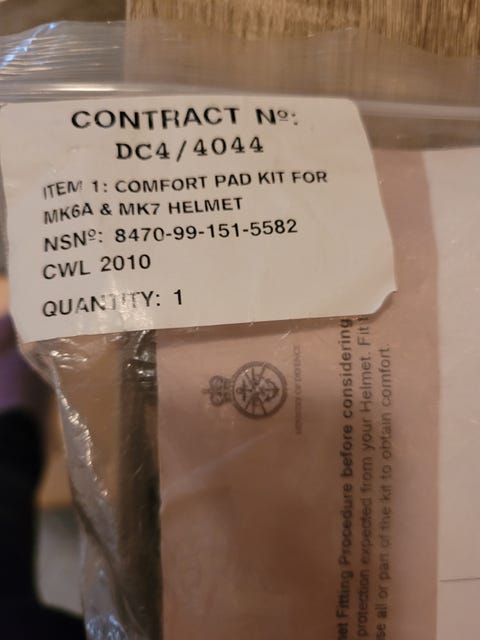 CONTRACT Nº:
DC4/4044
ITEM 1: COMFORT PAD KIT FOR
MK6A & MK7 HELMET
NSNº: 8470-99-151-5582
CWL 2010
QUANTITY: 1
MINISTRY OF DEFENCE
Fitting Procedure before considering
protection expected from your Helmet. Fit
all or part of the kit to obtain comfort.